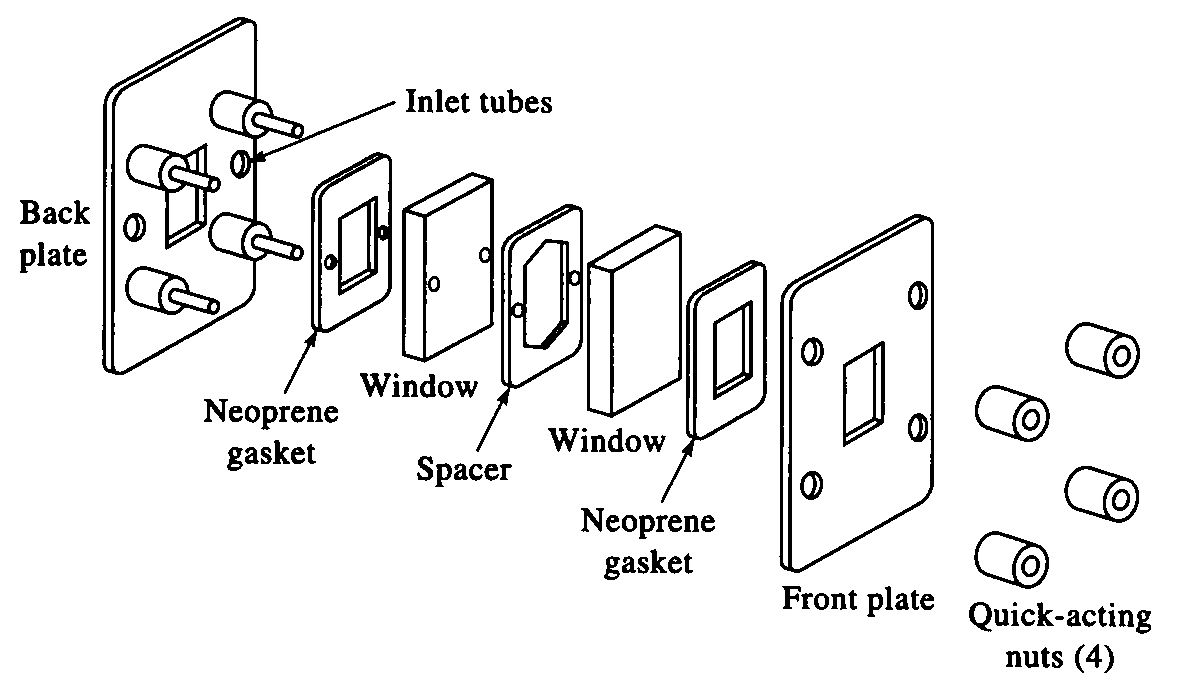 Inlet tubes
Back
plate
Neoprene
gasket
Window
Spacer
Window
Neoprene
gasket
Front plate
Quick-acting
nuts (4)